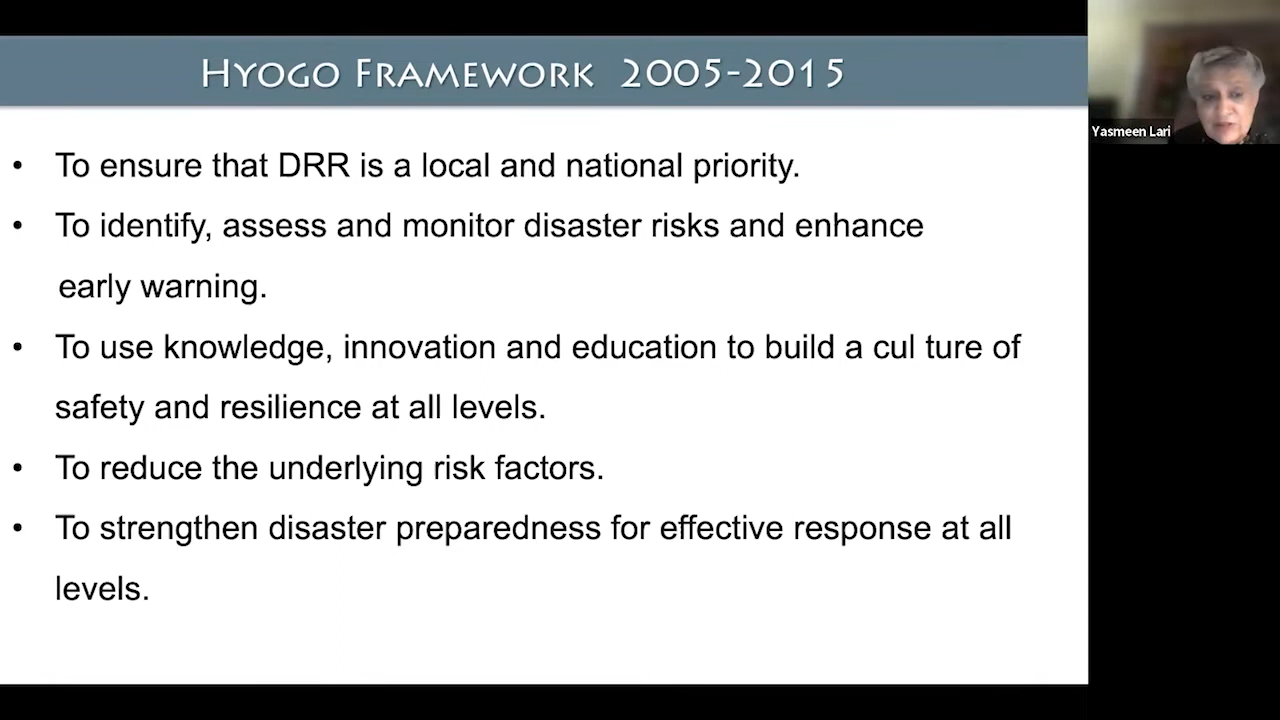 Hyogo Framework 2005-2015
• To ensure that DRR is a local and national priority.
• To identify, assess and monitor disaster risks and enhance
early warning.
• To use knowledge, innovation and education to build a cul ture of
safety and resilience at all levels.
• To reduce the underlying risk factors.
• To strengthen disaster preparedness for effective response at all
levels.
Yasmeen Lari